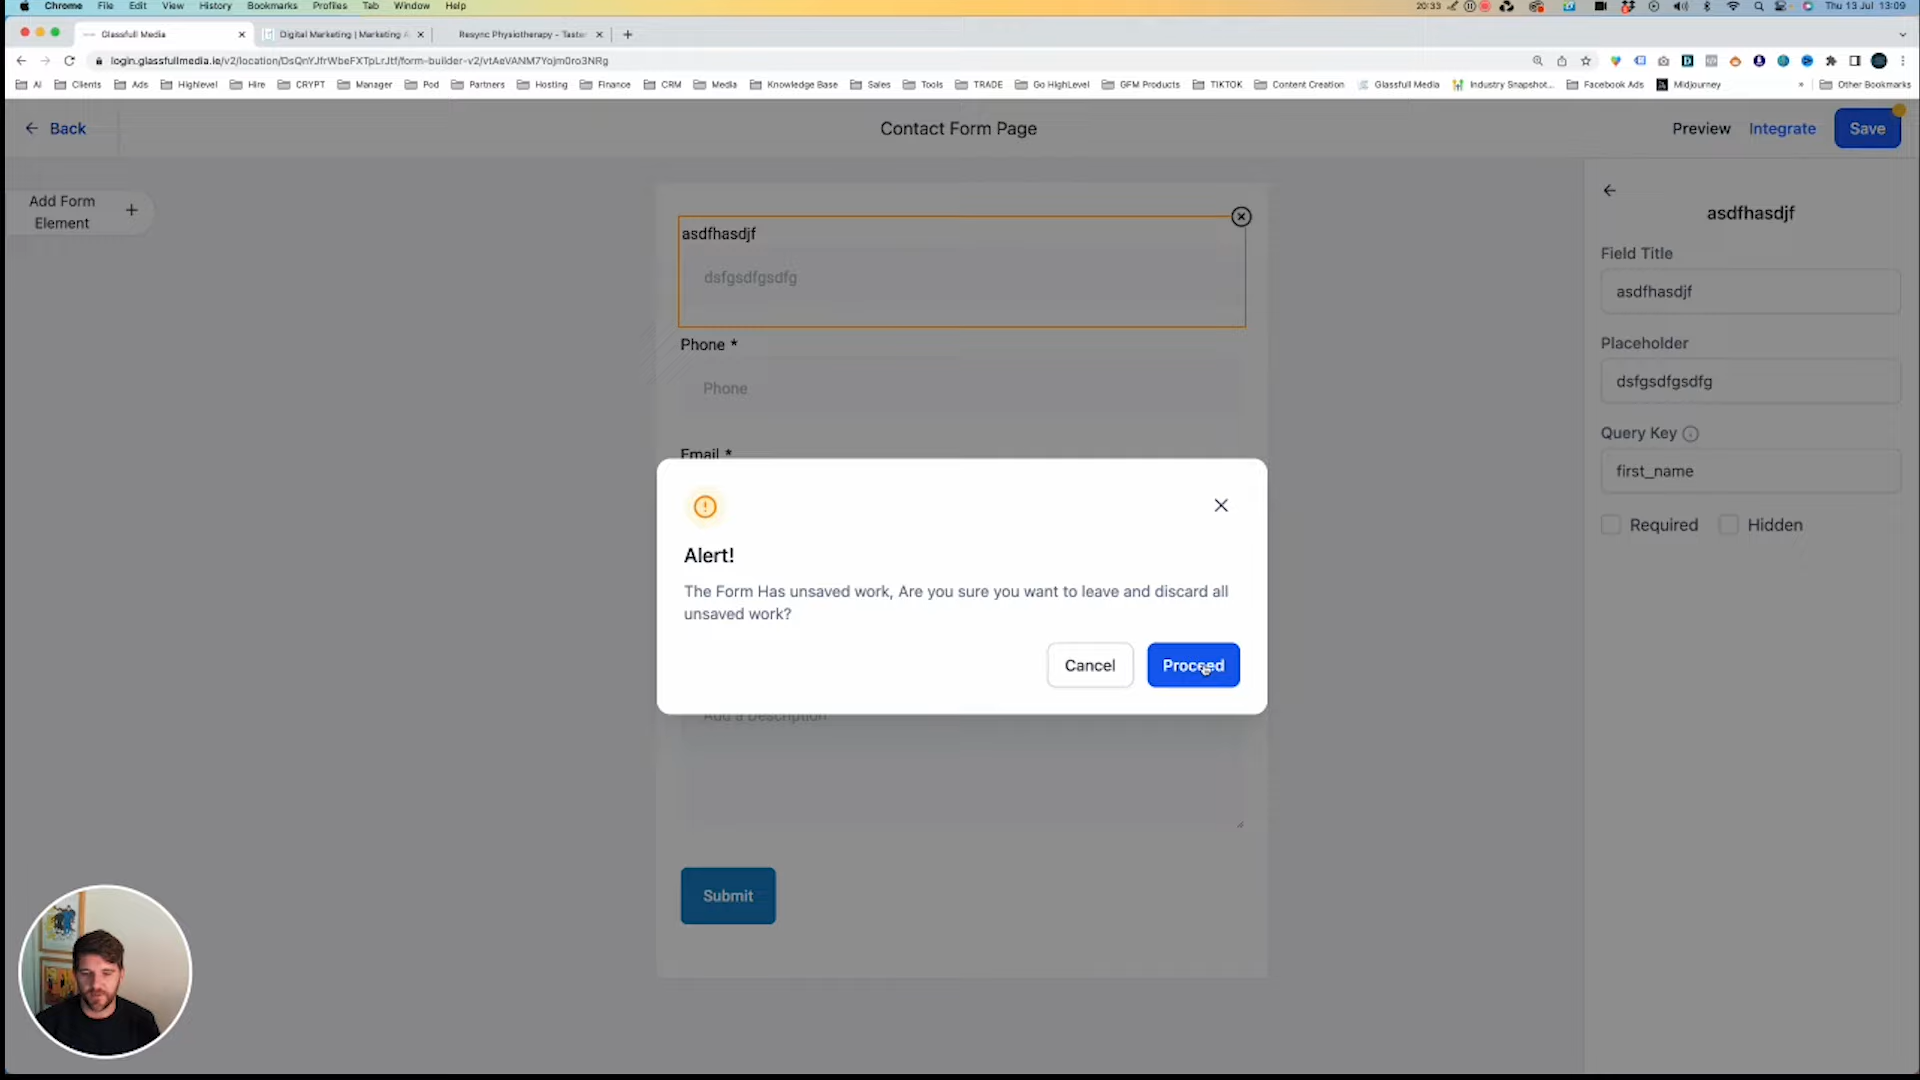 Chrome File Edit View History Bookmarks Profiles Tab Window Help
20:33
Thu 13 Jul 13:09
Glassfull Media
Digital Marketing | Marketing A
Resync Physiotherapy - Taster
login.glassfullmedia.ie/v2/location/DsQnYJfrWbeFXTpLrJtf/form-builder-v2/vtAeVANM7Yojm0ro3NRg
AI Clients Ads Highlevel Hire CRYPT Manager Pod Partners Hosting Finance CRM Media Knowledge Base Sales Tools TRADE Go HighLevel GFM Products TIKTOK Content Creation Glassfull Media Industry Snapshot... Facebook Ads Midjourney » Other Bookmarks
Back
Contact Form Page
Preview
Integrate
Save
Add Form
Element
+
asdfhasdjf
dsfgsdfgsdfg
Phone *
Phone
Email *
Alert!
The Form Has unsaved work, Are you sure you want to leave and discard all
unsaved work?
Cancel
Proceed
Add a Description
Submit
asdfhasdjf
Field Title
asdfhasdjf
Placeholder
dsfgsdfgsdfg
Query Key
first_name
Required
Hidden